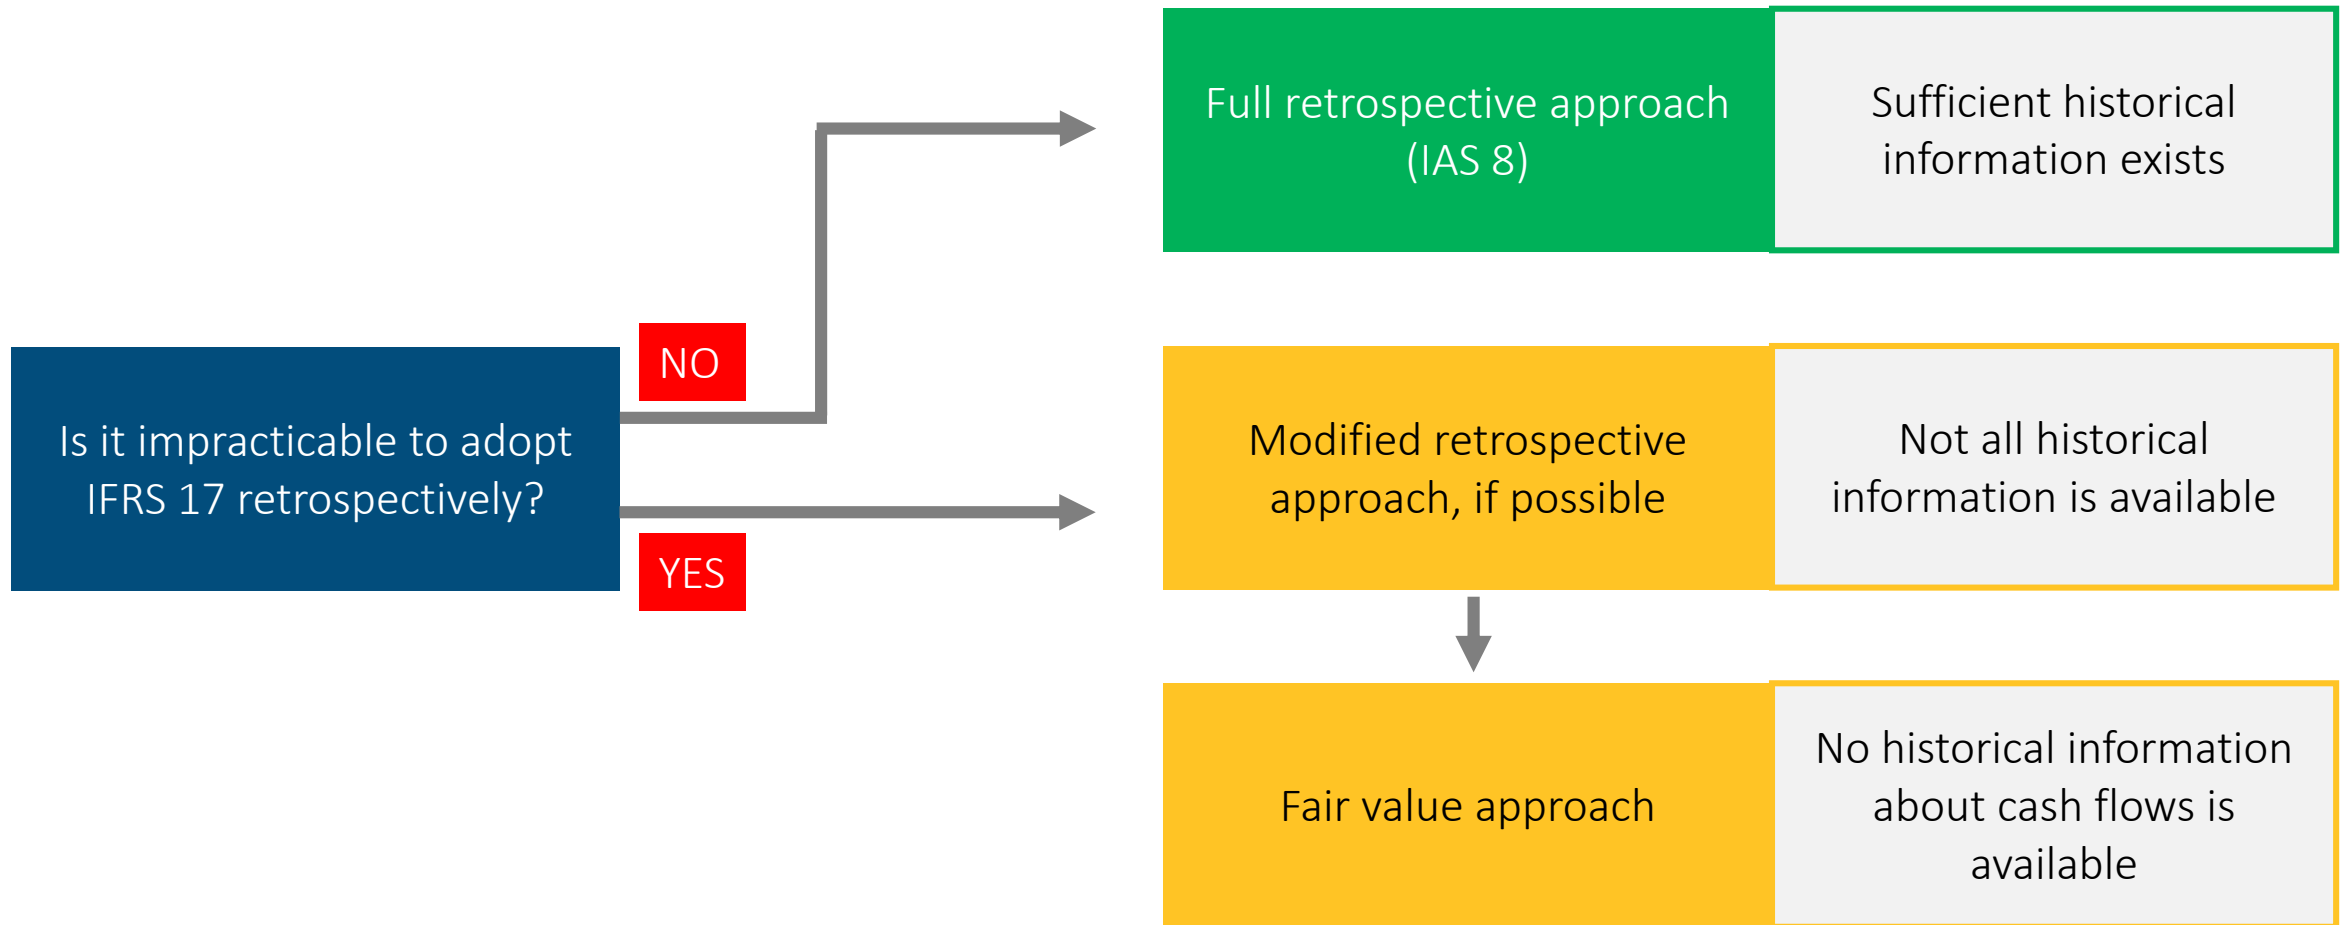 Full retrospective approach
(IAS 8)
Sufficient historical
information exists
NO
Is it impracticable to adopt
IFRS 17 retrospectively?
YES
Modified retrospective
approach, if possible
Not all historical
information is available
Fair value approach
No historical information
about cash flows is
available